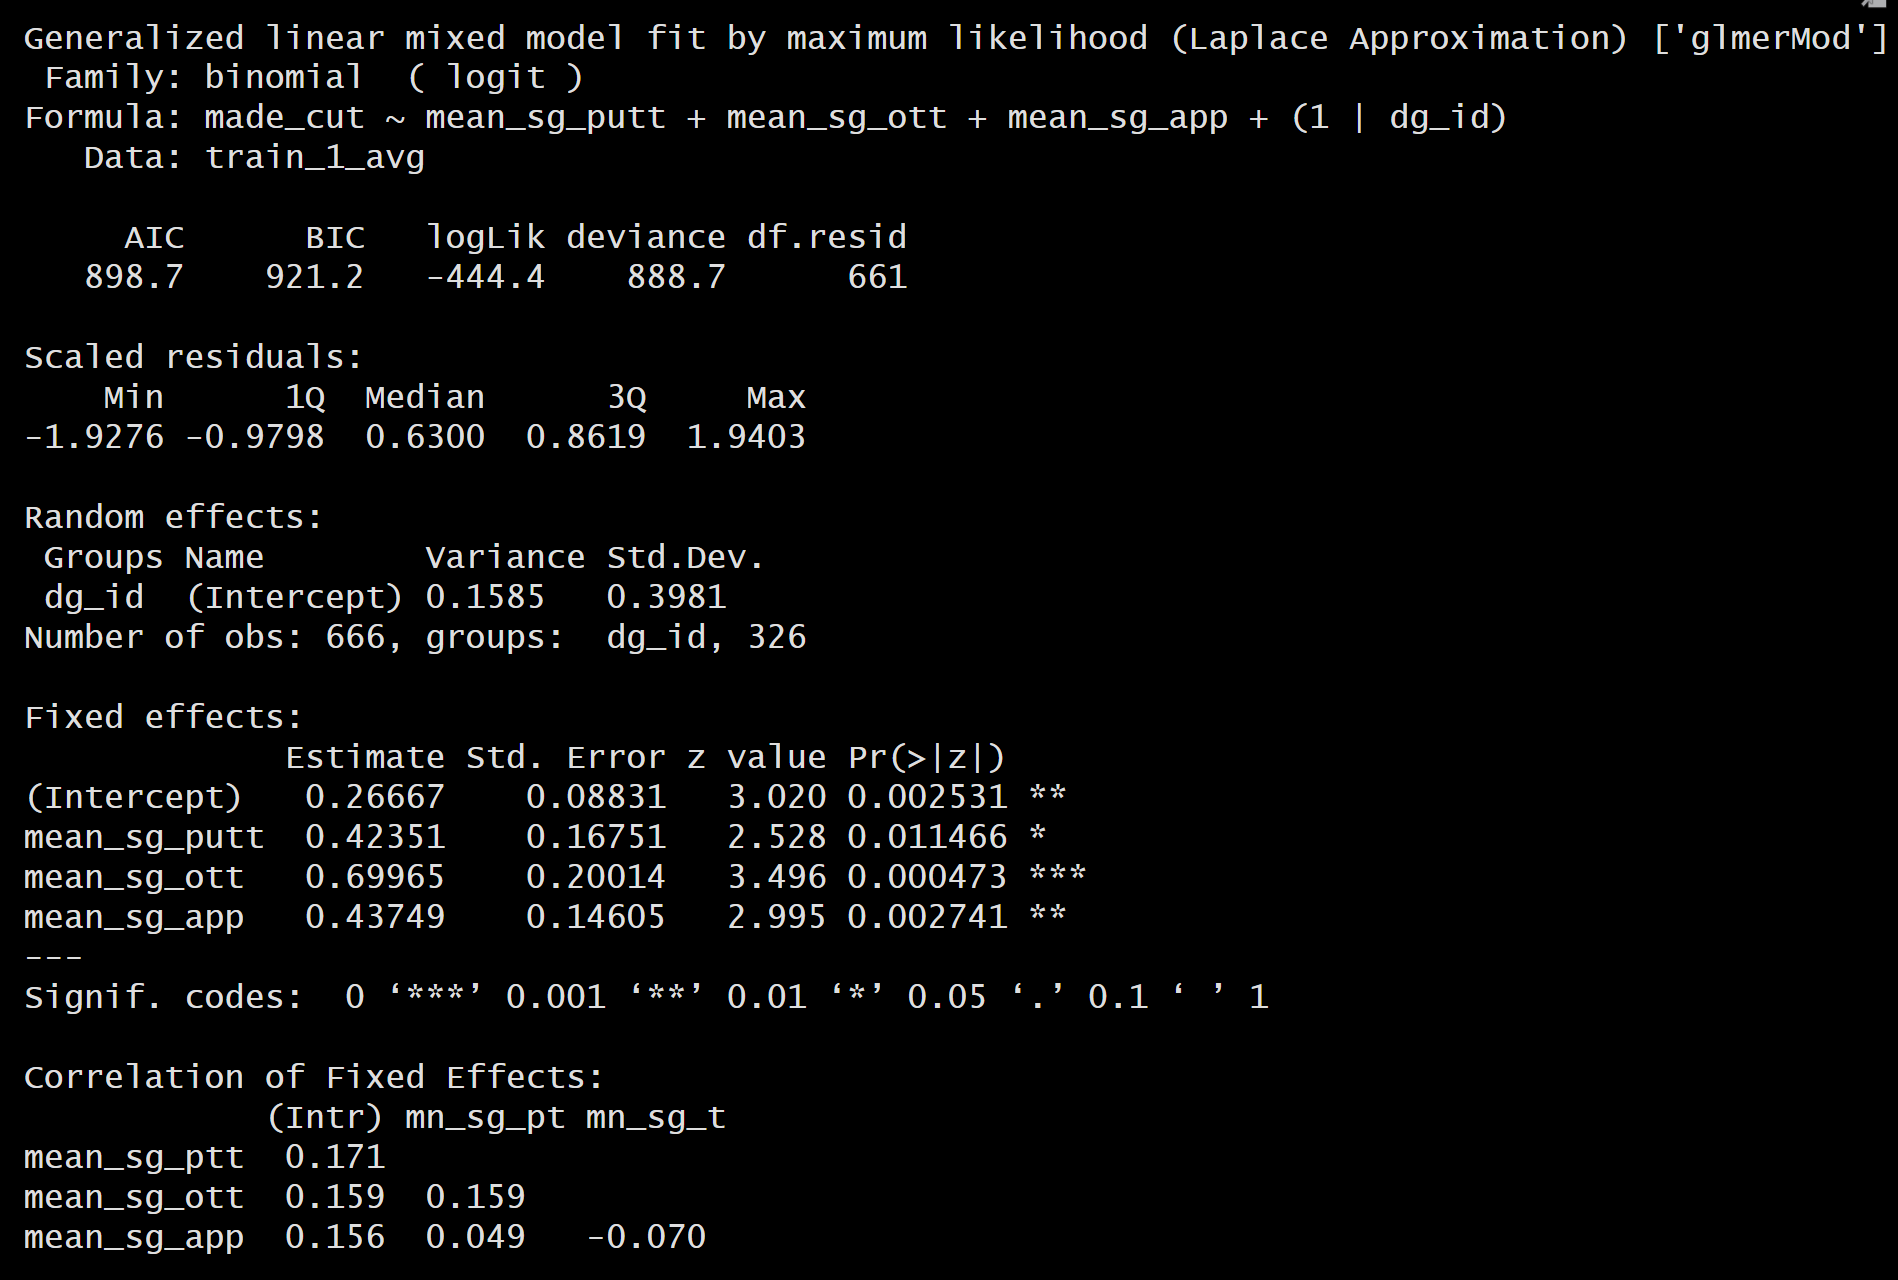 Generalized linear mixed model fit by maximum likelihood (Laplace Approximation) ['glmerMod']
 Family: binomial  ( logit )
Formula: made_cut ~ mean_sg_putt + mean_sg_ott + mean_sg_app + (1 | dg_id)
   Data: train_1_avg

     AIC      BIC   logLik deviance df.resid
   898.7    921.2   -444.4    888.7      661

Scaled residuals:
    Min      1Q  Median      3Q     Max
-1.9276 -0.9798  0.6300  0.8619  1.9403

Random effects:
 Groups Name        Variance Std.Dev.
 dg_id  (Intercept) 0.1585   0.3981
Number of obs: 666, groups:  dg_id, 326

Fixed effects:
             Estimate Std. Error z value Pr(>|z|)
(Intercept)   0.26667    0.08831   3.020 0.002531 **
mean_sg_putt  0.42351    0.16751   2.528 0.011466 *
mean_sg_ott   0.69965    0.20014   3.496 0.000473 ***
mean_sg_app   0.43749    0.14605   2.995 0.002741 **
---
Signif. codes:  0 ‘***’ 0.001 ‘**’ 0.01 ‘*’ 0.05 ‘.’ 0.1 ‘ ’ 1

Correlation of Fixed Effects:
            (Intr) mn_sg_pt mn_sg_t
mean_sg_ptt  0.171
mean_sg_ott  0.159  0.159
mean_sg_app  0.156  0.049   -0.070